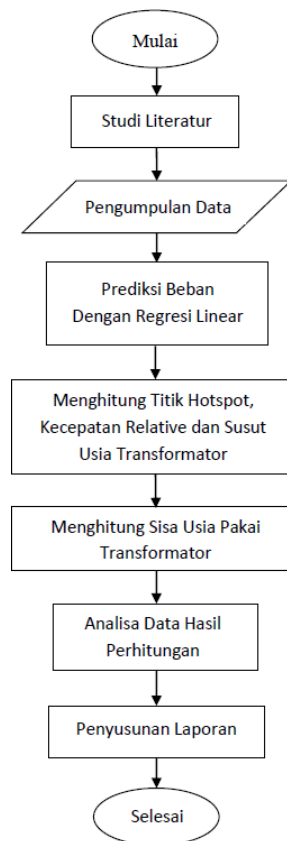 Mulai
Studi Literatur
Pengumpulan Data
Prediksi Beban
Dengan Regresi Linear
Menghitung Titik Hotspot,
Kecepatan Relative dan Susut
Usia Transformator
Menghitung Sisa Usia Pakai
Transformator
Analisa Data Hasil
Perhitungan
Penyusunan Laporan
Selesai